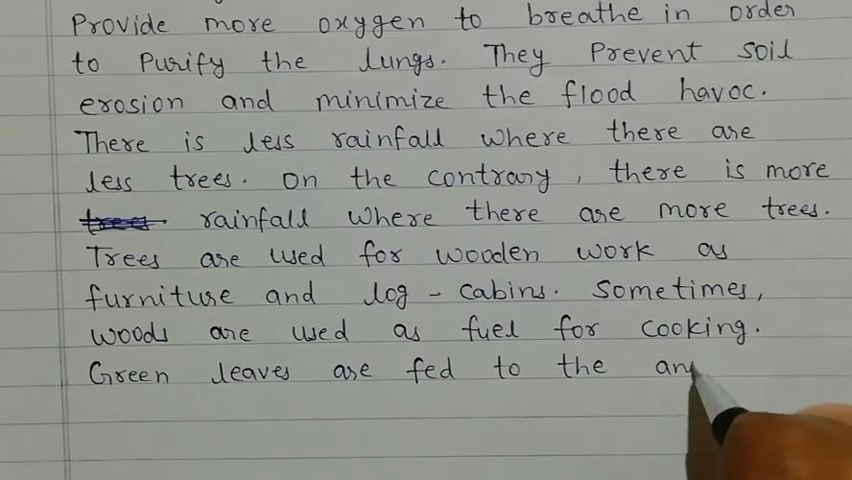 Provide more oxygen to breathe in order
to Purify the lungs. They Prevent soil
erosion and minimize the flood havoc.
There is less rainfall where there are
less trees. On the contrary, there is more
rainfall where there are more trees.
Trees are used for wooden work as
furniture and log-cabins. Sometimes,
woods are used as fuel for cooking.
Green leaves are fed to the an